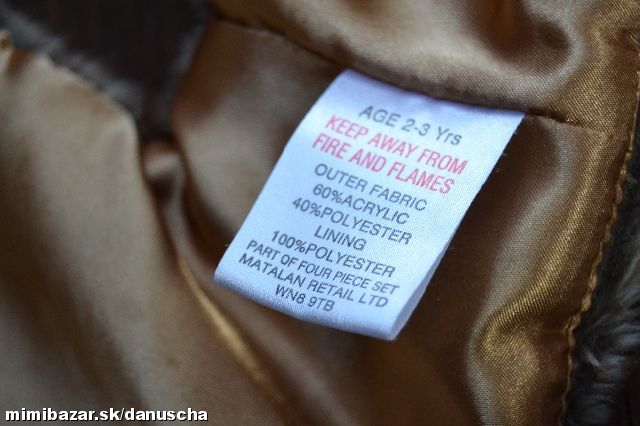 AGE 2-3 Yrs
KEEP AWAY FROM
FIRE AND FLAMES
OUTER FABRIC
60%ACRYLIC
40%POLYESTER
LINING
100%POLYESTER
PART OF FOUR PIECE SET
MATALAN RETAIL LTD
WN8 9TB
mimibazar.sk/danuscha